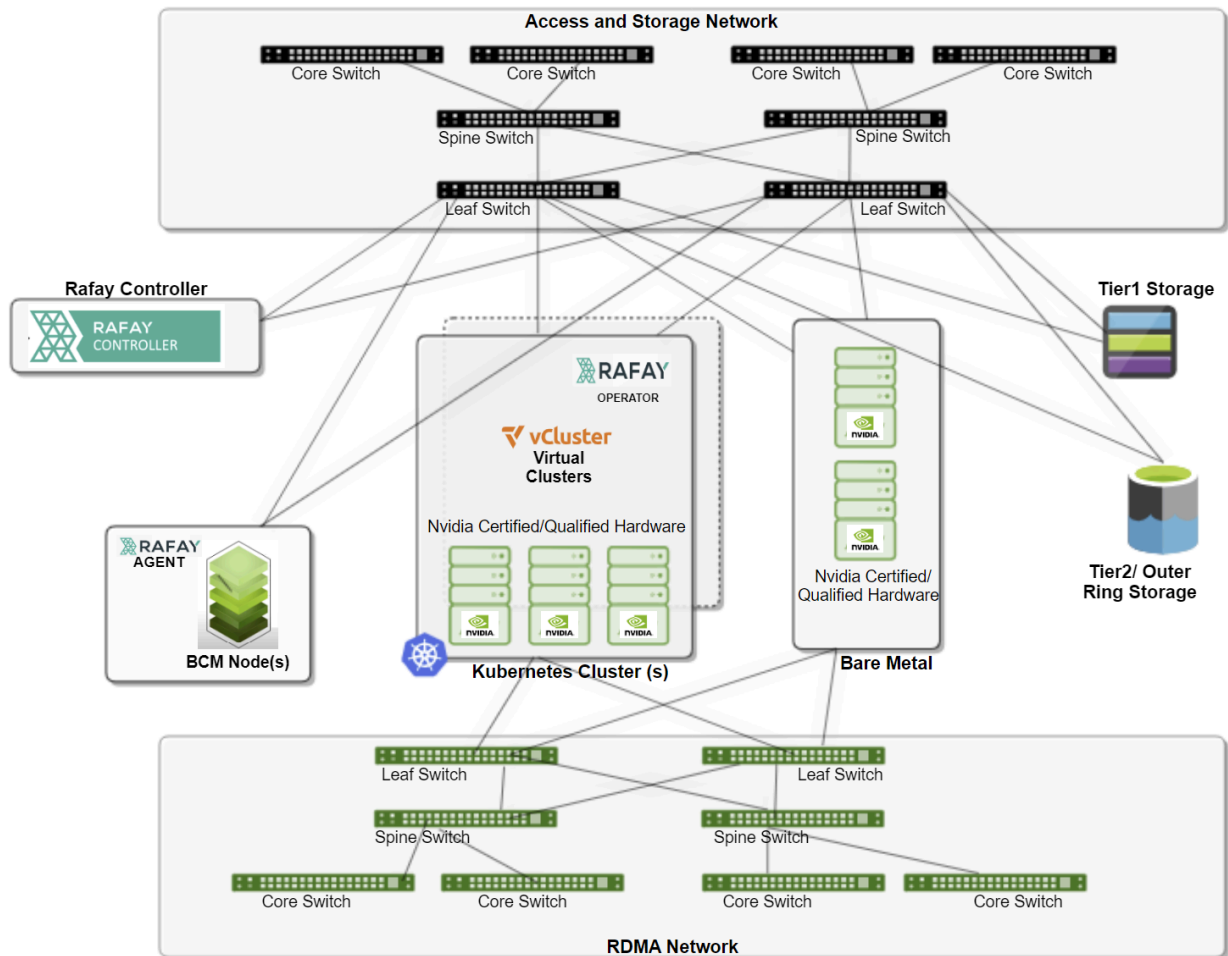 Access and Storage Network
Core Switch
Core Switch
Core Switch
Core Switch
Spine Switch
Spine Switch
Leaf Switch
Leaf Switch
Rafay Controller
RAFAY
CONTROLLER
Tier1 Storage
RAFAY
OPERATOR
vCluster
Virtual
Clusters
Nvidia Certified/Qualified Hardware
NVIDIA
NVIDIA
NVIDIA
Kubernetes Cluster (s)
NVIDIA
NVIDIA
Nvidia Certified/
Qualified Hardware
Bare Metal
Tier2/ Outer
Ring Storage
RAFAY
AGENT
BCM Node(s)
Leaf Switch
Leaf Switch
Spine Switch
Spine Switch
Core Switch
Core Switch
Core Switch
Core Switch
RDMA Network